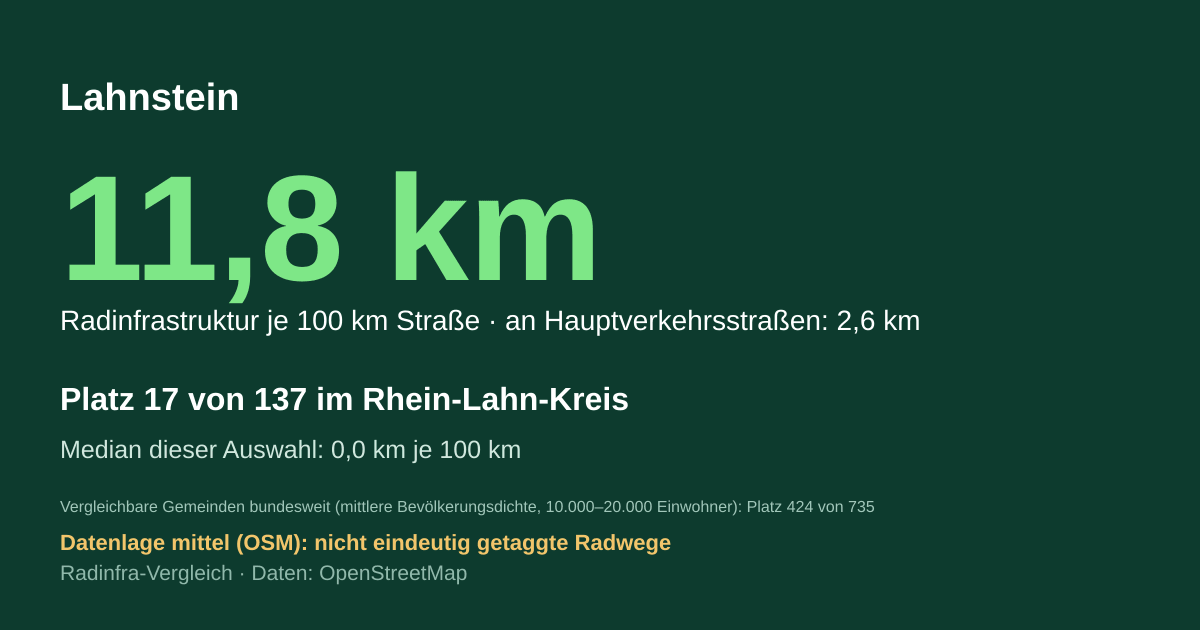 Lahnstein
11,8 km
Radinfrastruktur je 100 km Straße · an Hauptverkehrsstraßen: 2,6 km
Platz 17 von 137 im Rhein-Lahn-Kreis
Median dieser Auswahl: 0,0 km je 100 km
Vergleichbare Gemeinden bundesweit (mittlere Bevölkerungsdichte, 10.000–20.000 Einwohner): Platz 424 von 735
Datenlage mittel (OSM): nicht eindeutig getaggte Radwege
Radinfra-Vergleich · Daten: OpenStreetMap